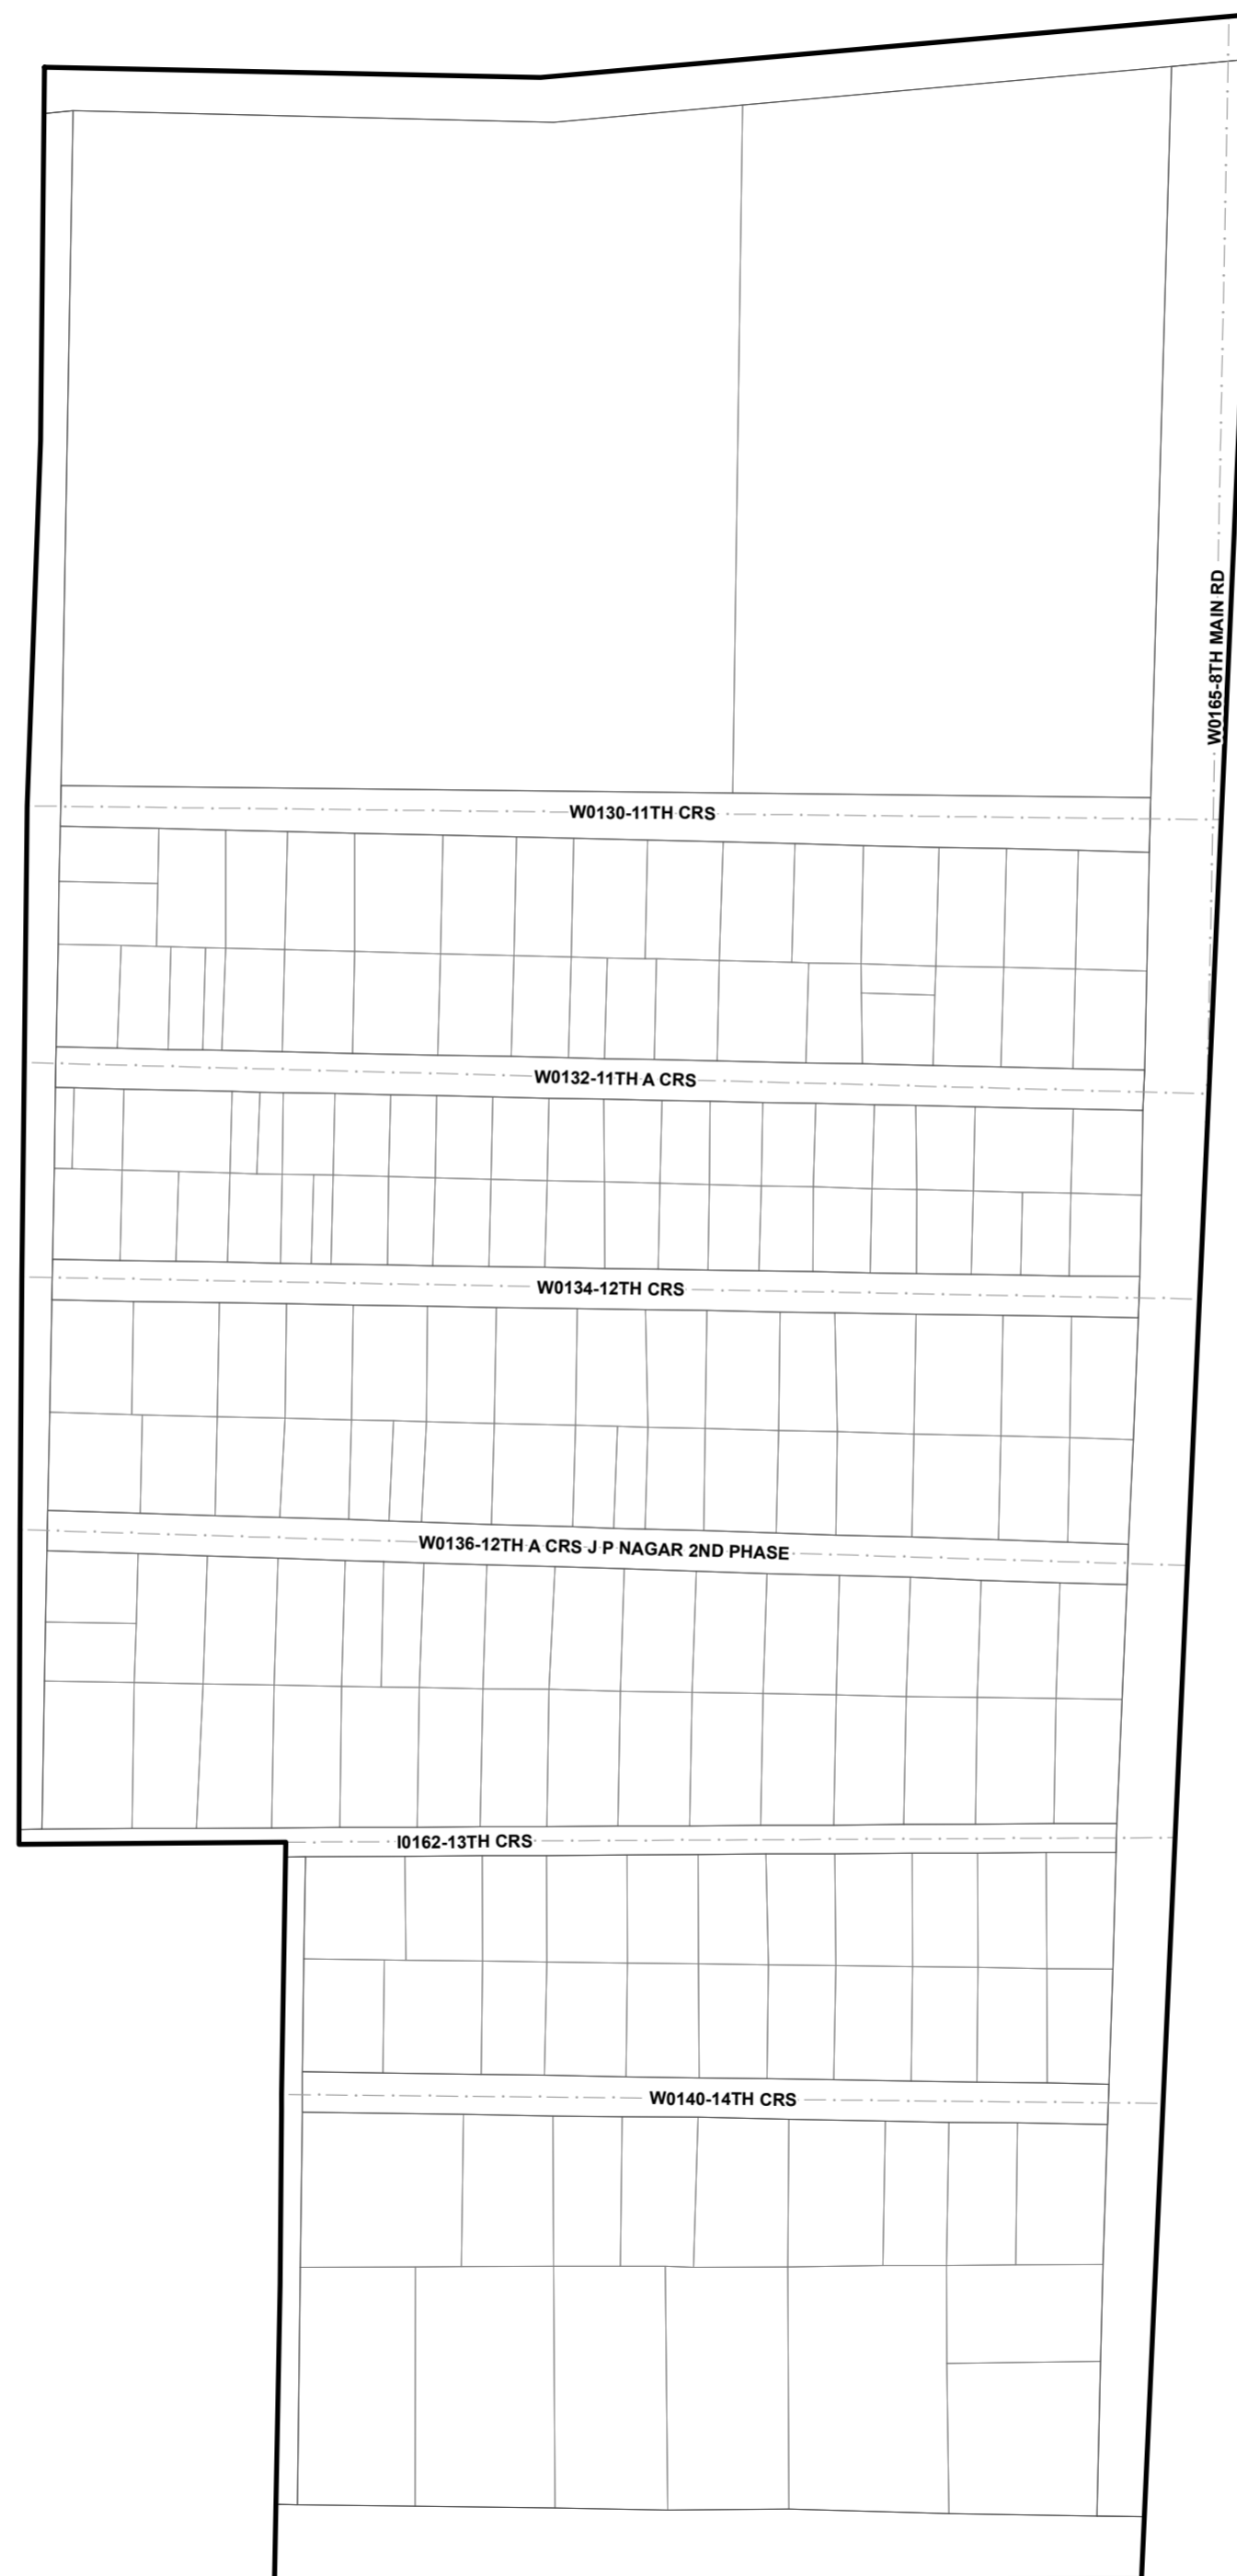 W0165-8TH MAIN RD
W0130-11TH CRS
W0132-11TH A CRS
W0134-12TH CRS
W0136-12TH A CRS J P NAGAR 2ND PHASE
I0162-13TH CRS
W0140-14TH CRS